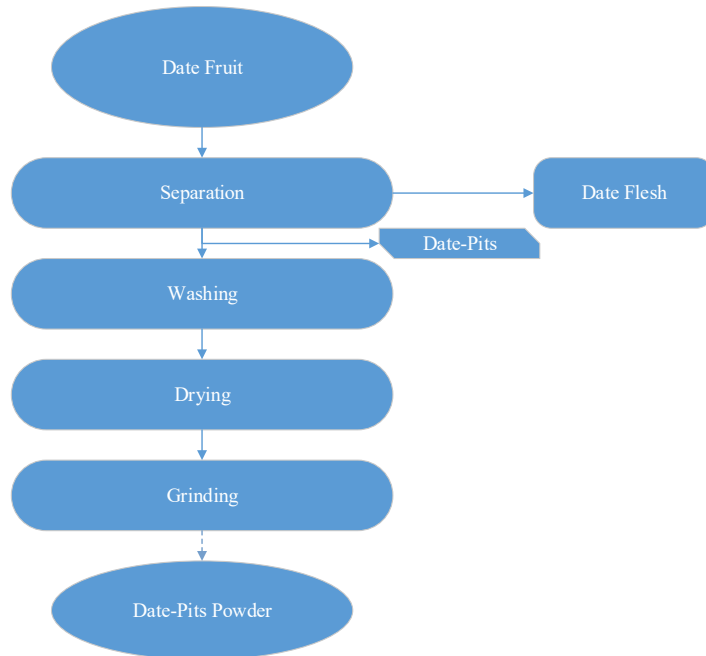 Date Fruit
Separation
Date Flesh
Date-Pits
Washing
Drying
Grinding
Date-Pits Powder